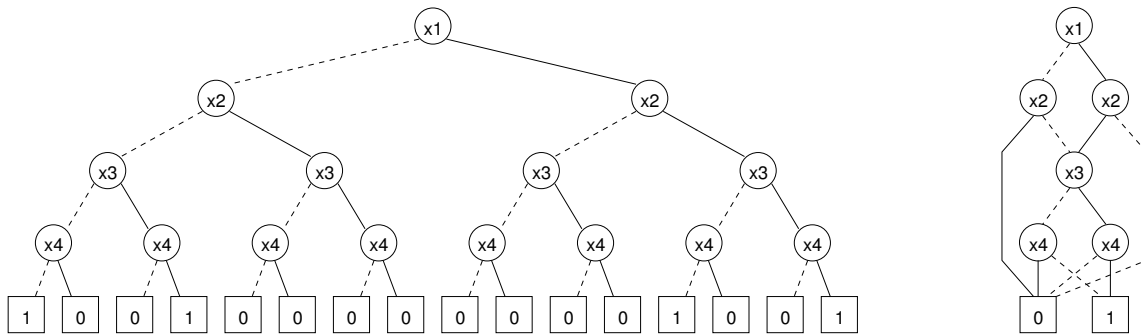 x1 x1
x2 x2 x2 x2
x3 x3 x3 x3 x3
x4 x4 x4 x4 x4 x4 x4 x4 x4 x4
1 0 0 1 0 0 0 0 0 0 0 0 1 0 0 1 0 1